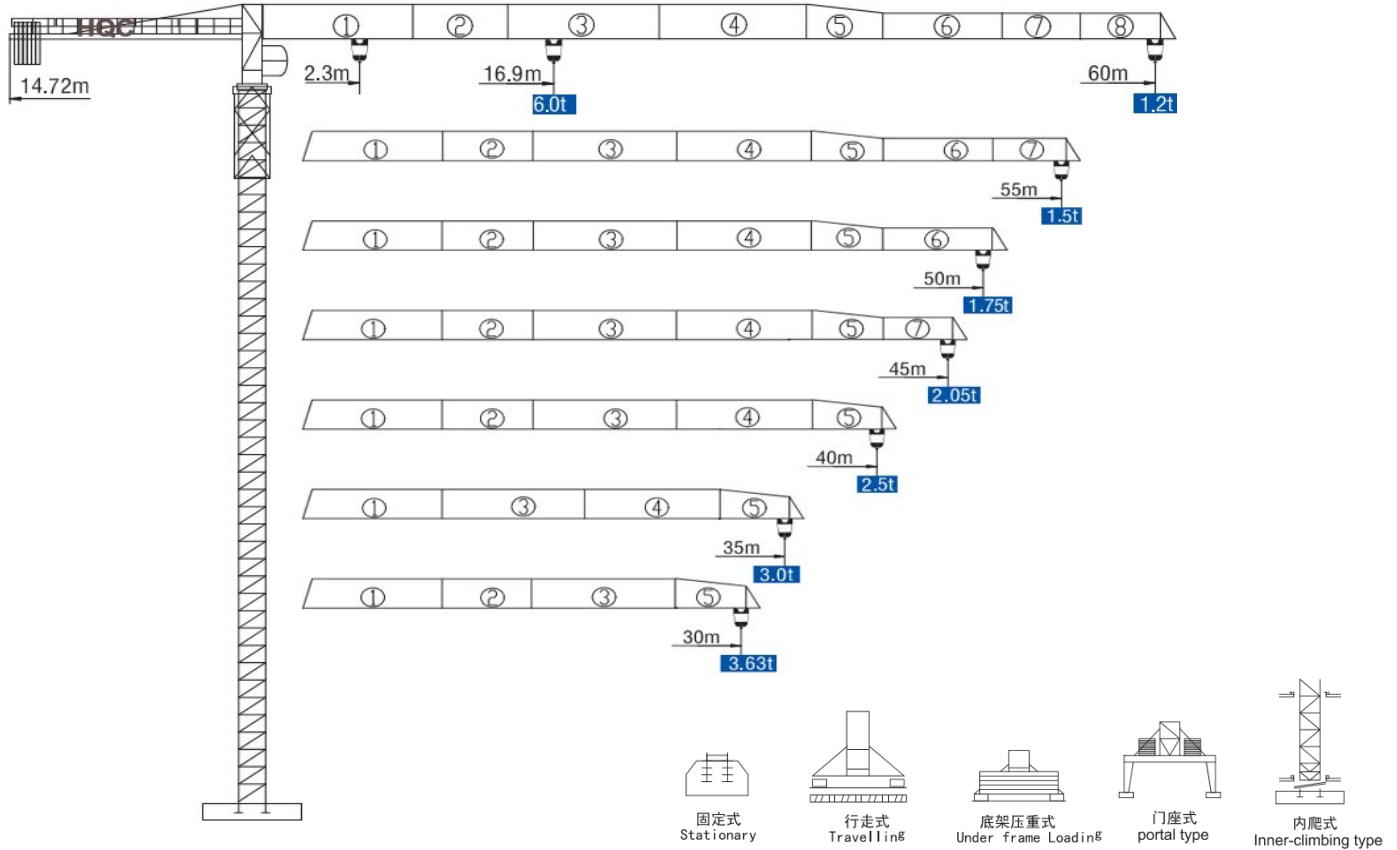 HQC
① ② ③ ④ ⑤ ⑥ ⑦ ⑧
14.72m
2.3m
16.9m
60m
6.0t
1.2t
① ② ③ ④ ⑤ ⑥ ⑦
55m
1.5t
① ② ③ ④ ⑤ ⑥
50m
1.75t
① ② ③ ④ ⑤ ⑦
45m
2.05t
① ② ③ ④ ⑤
40m
2.5t
① ③ ④ ⑤
35m
3.0t
① ② ③ ⑤
30m
3.63t
固定式
Stationary
行走式
Travelling
底架压重式
Under frame Loading
门座式
portal type
内爬式
Inner-climbing type